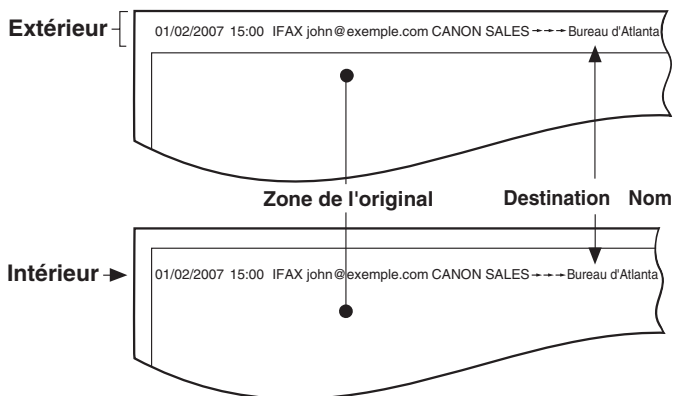 Extérieur
01/02/2007 15:00 IFAX john@exemple.com CANON SALES →→→ Bureau d'Atlanta
Zone de l'original
Destination Nom
Intérieur
01/02/2007 15:00 IFAX john@exemple.com CANON SALES →→→ Bureau d'Atlanta